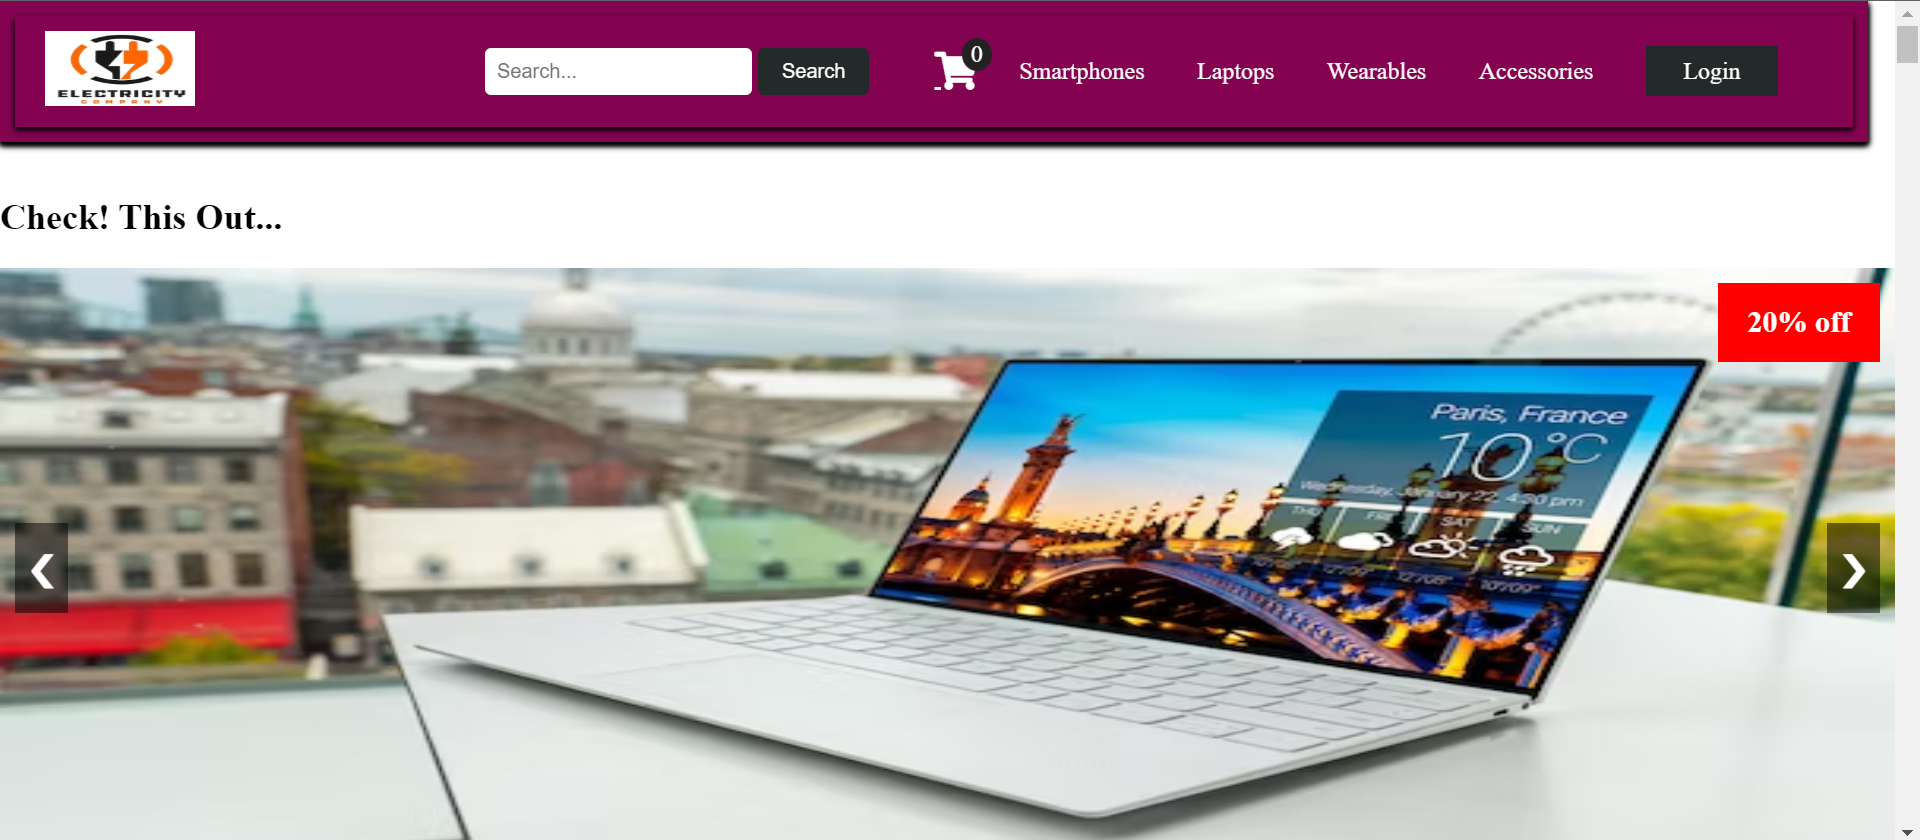 ELECTRICITY
COMPANY
Search...
Search
0
Smartphones
Laptops
Wearables
Accessories
Login
Check! This Out...
20% off
Paris, France
10°C
Wednesday, January 22, 4:30 pm
THU
FRI
SAT
SUN
❮
❯